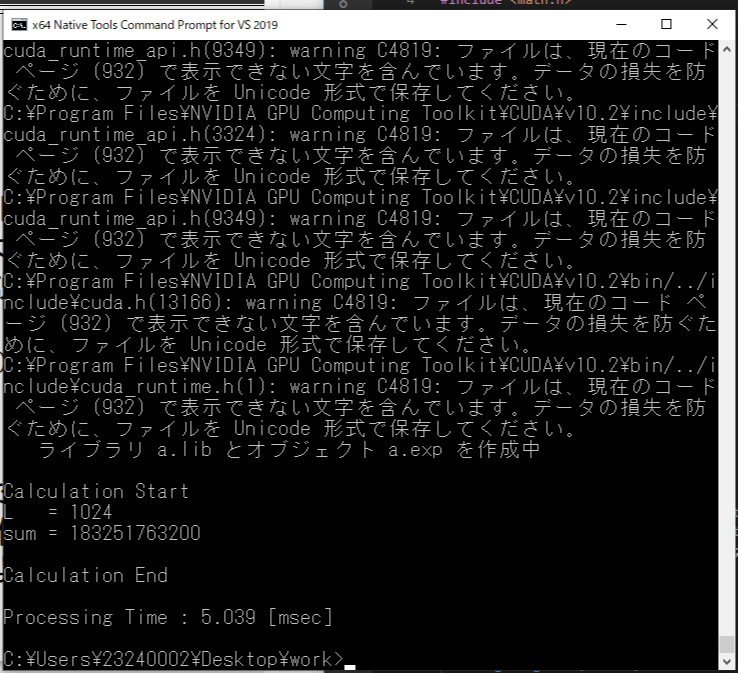 #include <math.h>
x64 Native Tools Command Prompt for VS 2019
cuda_runtime_api.h(9349): warning C4819: ファイルは、現在のコード
 ページ (932) で表示できない文字を含んでいます。データの損失を防
ぐために、ファイルを Unicode 形式で保存してください。
C:¥Program Files¥NVIDIA GPU Computing Toolkit¥CUDA¥v10.2¥include¥
cuda_runtime_api.h(3324): warning C4819: ファイルは、現在のコード
 ページ (932) で表示できない文字を含んでいます。データの損失を防
ぐために、ファイルを Unicode 形式で保存してください。
C:¥Program Files¥NVIDIA GPU Computing Toolkit¥CUDA¥v10.2¥include¥
cuda_runtime_api.h(9349): warning C4819: ファイルは、現在のコード
 ページ (932) で表示できない文字を含んでいます。データの損失を防
ぐために、ファイルを Unicode 形式で保存してください。
C:¥Program Files¥NVIDIA GPU Computing Toolkit¥CUDA¥v10.2¥bin/../i
nclude¥cuda.h(13166): warning C4819: ファイルは、現在のコード ペ
ージ (932) で表示できない文字を含んでいます。データの損失を防ぐた
めに、ファイルを Unicode 形式で保存してください。
C:¥Program Files¥NVIDIA GPU Computing Toolkit¥CUDA¥v10.2¥bin/../i
nclude¥cuda_runtime.h(1): warning C4819: ファイルは、現在のコード
 ページ (932) で表示できない文字を含んでいます。データの損失を防
ぐために、ファイルを Unicode 形式で保存してください。
   ライブラリ a.lib とオブジェクト a.exp を作成中
Calculation Start
L   = 1024
sum = 183251763200
Calculation End
Processing Time : 5.039 [msec]
C:¥Users¥23240002¥Desktop¥work>